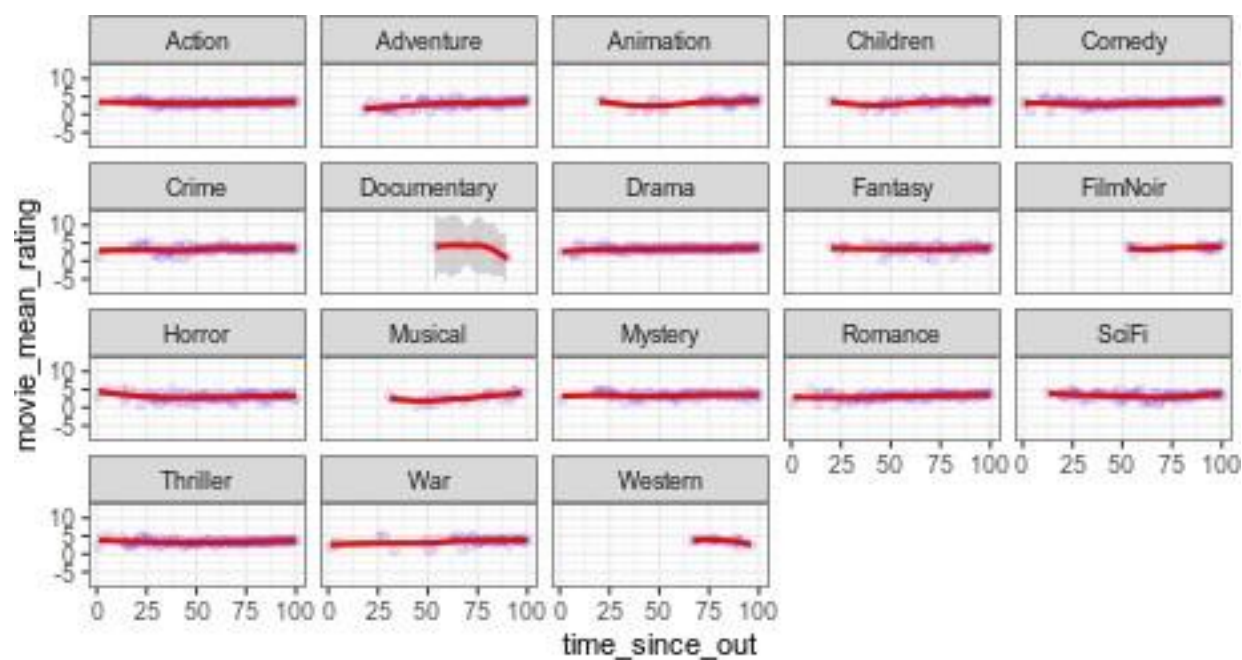 Action Adventure Animation Children Comedy
10
5
0
-5
Crime Documentary Drama Fantasy FilmNoir
10
5
0
-5
movie_mean_rating
Horror Musical Mystery Romance SciFi
10
5
0
-5
0 25 50 75 100 0 25 50 75 100
Thriller War Western
10
5
0
-5
0 25 50 75 100 0 25 50 75 100 0 25 50 75 100
time_since_out